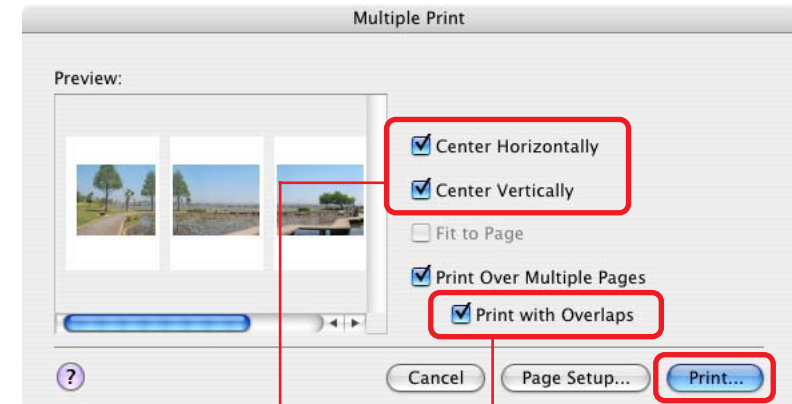 Multiple Print
Preview:
Center Horizontally
Center Vertically
Fit to Page
Print Over Multiple Pages
Print with Overlaps
?
Cancel
Page Setup...
Print...